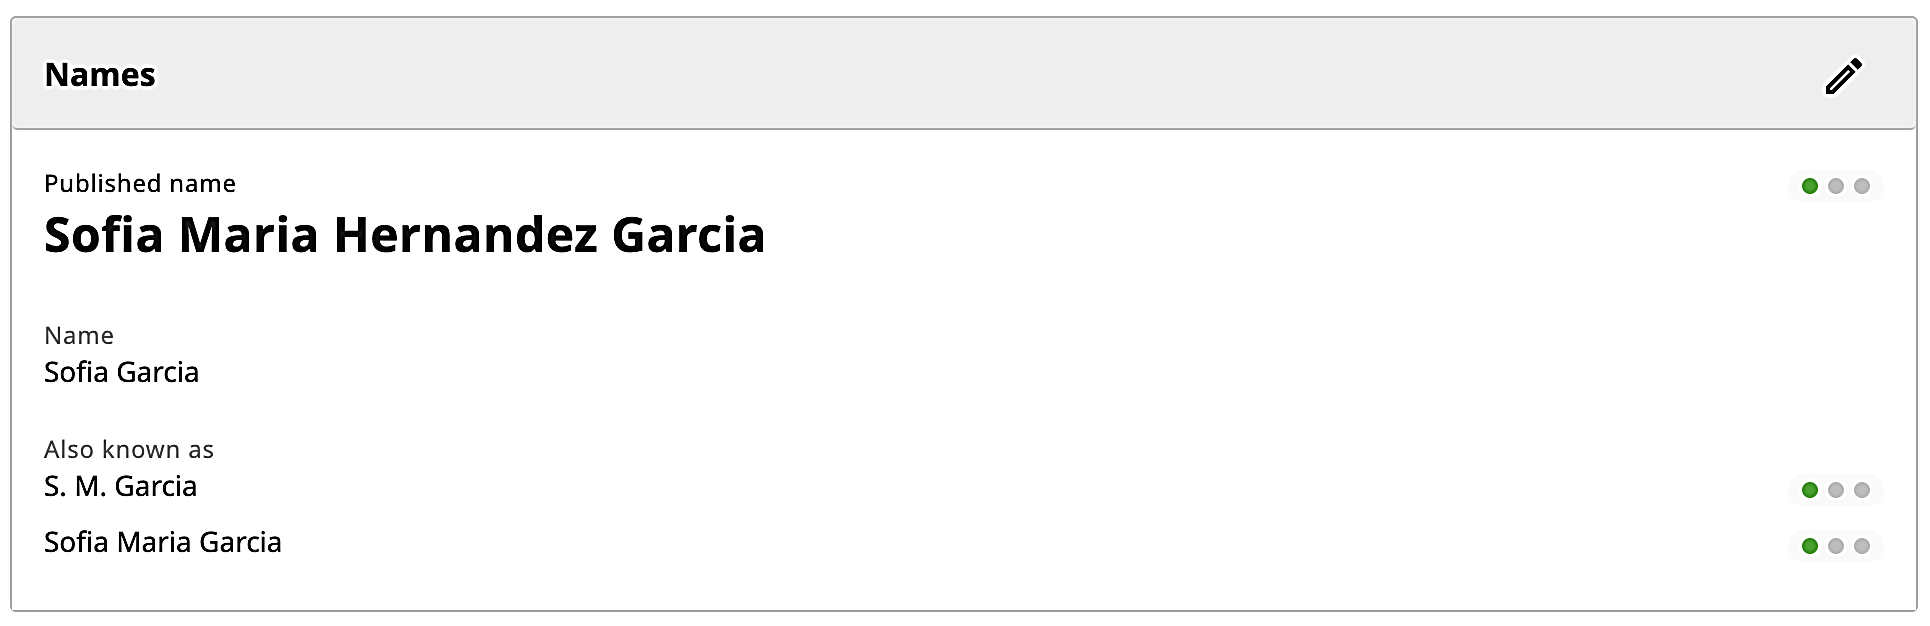 Names
Published name
Sofia Maria Hernandez Garcia
Name
Sofia Garcia
Also known as
S. M. Garcia
Sofia Maria Garcia